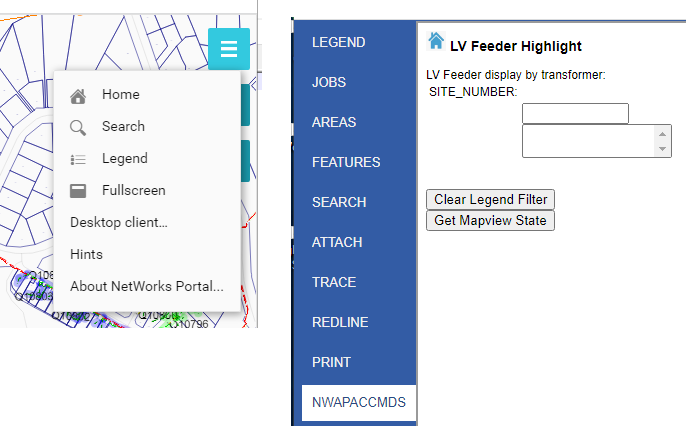 Home
Search
Legend
Fullscreen
Desktop client...
Hints
About NetWorks Portal...
Q10796
LEGEND
JOBS
AREAS
FEATURES
SEARCH
ATTACH
TRACE
REDLINE
PRINT
NWAPACCMDS
LV Feeder Highlight
LV Feeder display by transformer:
SITE_NUMBER:
Clear Legend Filter
Get Mapview State